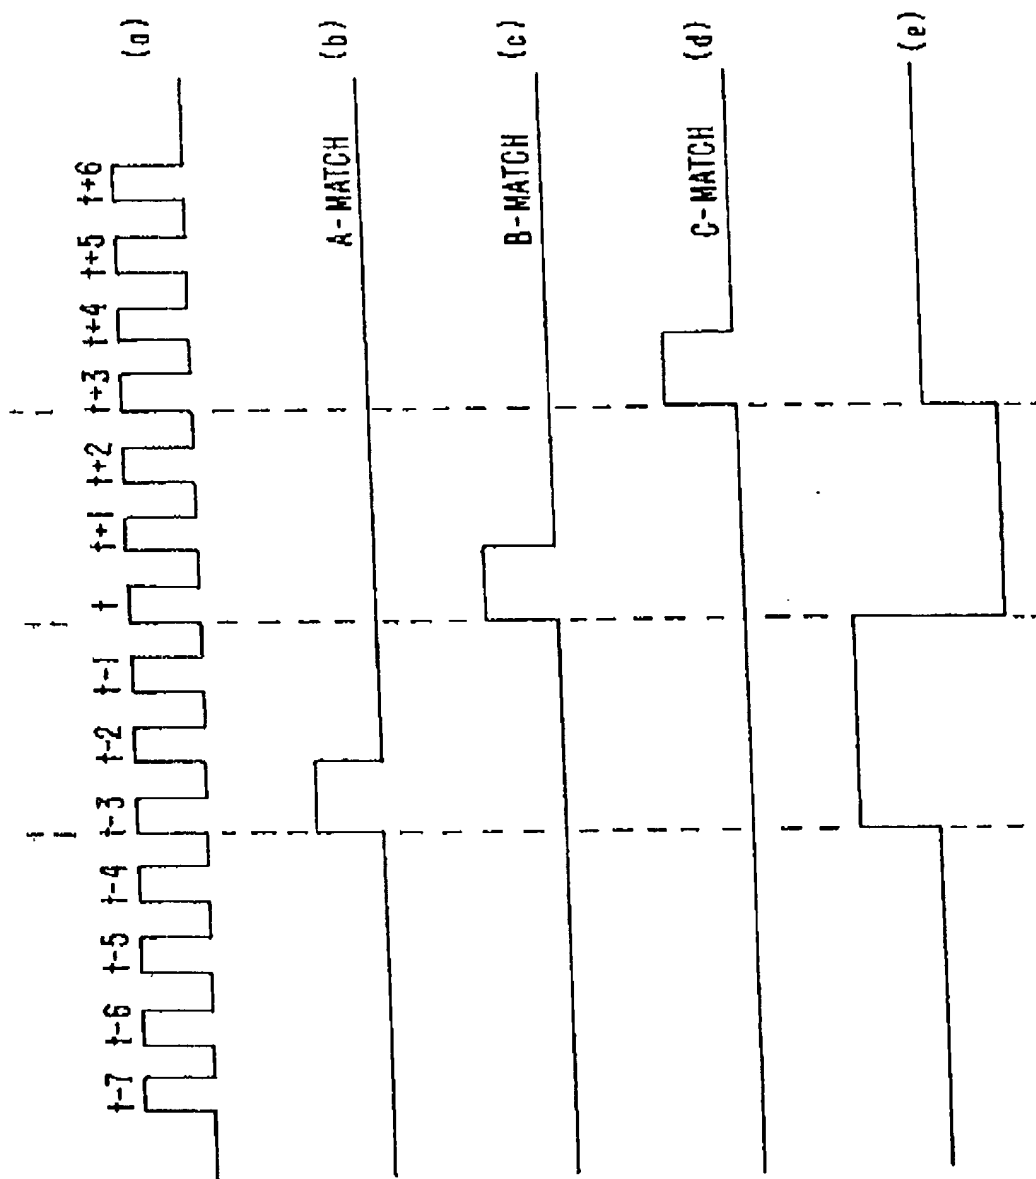 t-7 t-6 t-5 t-4 t-3 t-2 t-1 t t+1 t+2 t+3 t+4 t+5 t+6
(a)
A-MATCH (b)
B-MATCH (c)
C-MATCH (d)
(e)